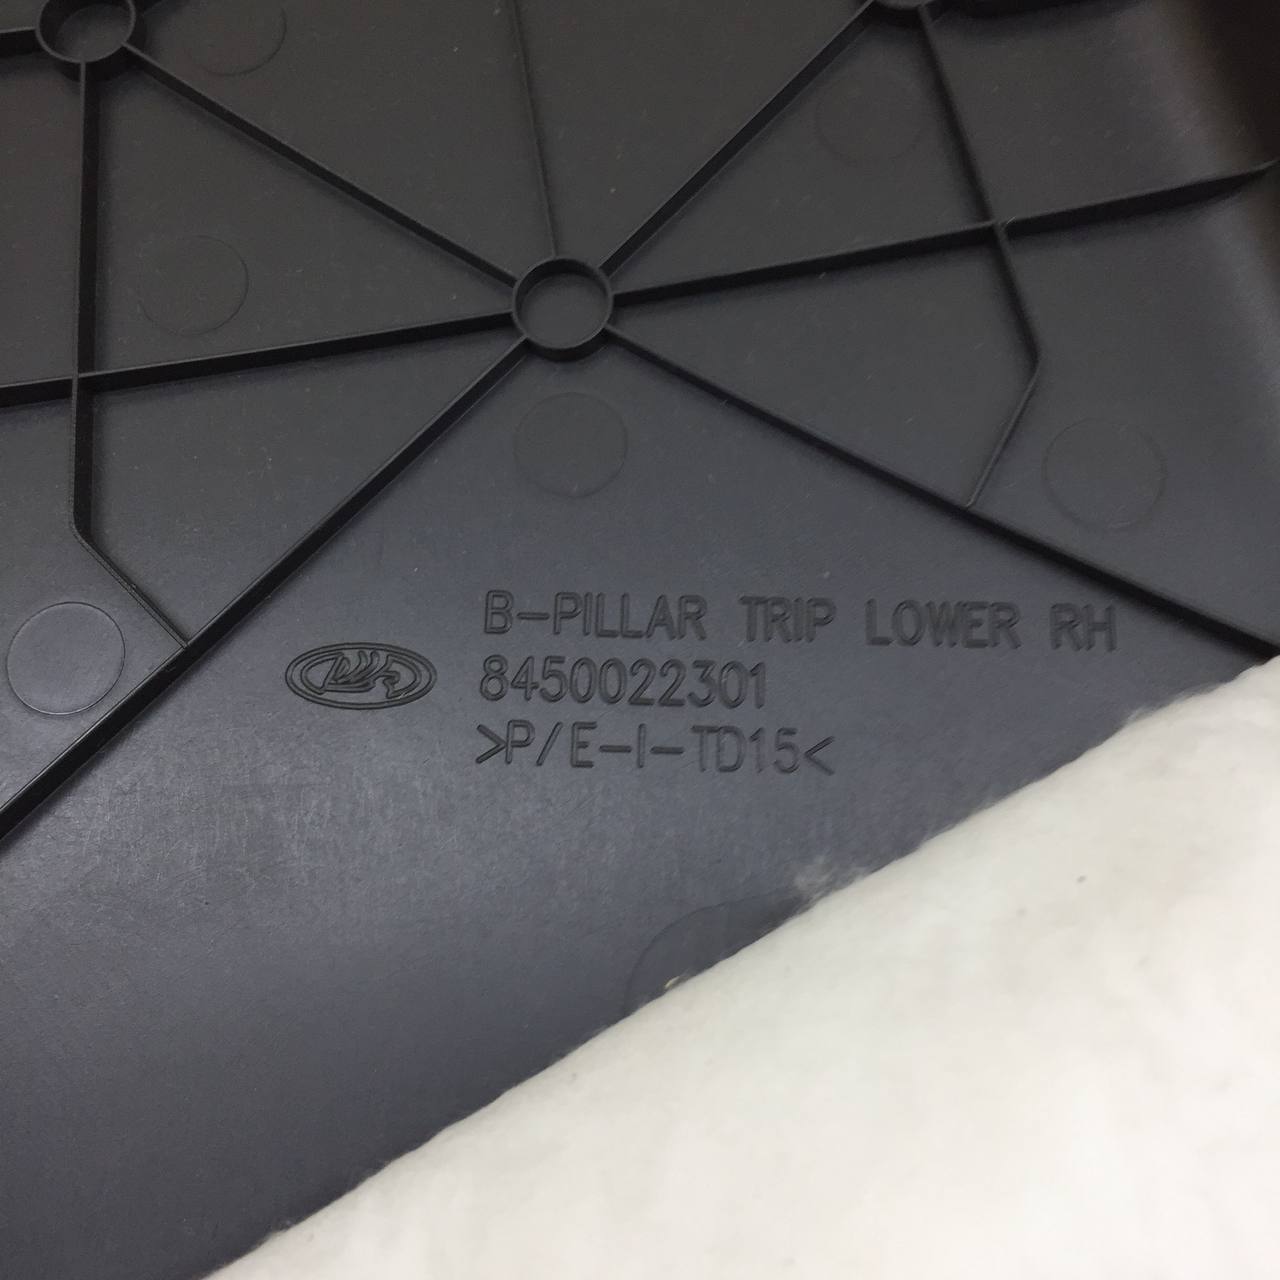 B-PILLAR TRIP LOWER RH
8450022301
>P/E-I-TD15<